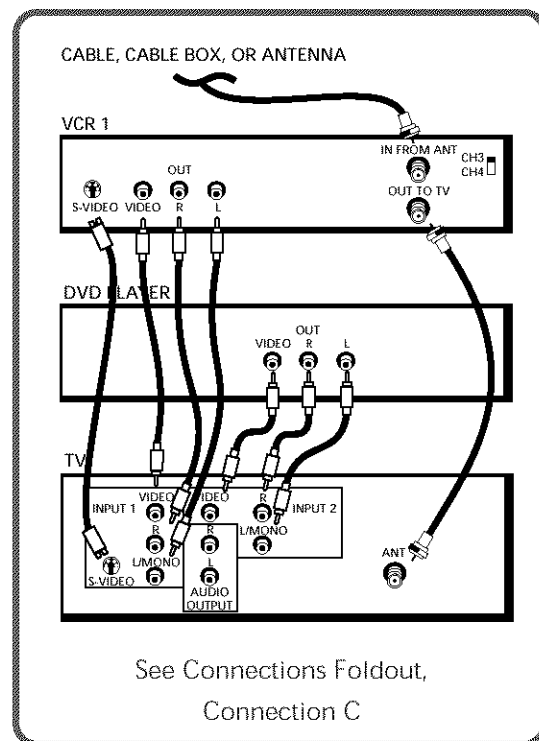 CABLE, CABLE BOX, OR ANTENNA
VCR 1
IN FROM ANT
CH3
CH4
OUT
OUT TO TV
S-VIDEO VIDEO R L
DVD PLAYER
OUT
VIDEO R L
TV
INPUT 1 VIDEO VIDEO R INPUT 2
R R L/MONO
L/MONO L
S-VIDEO
AUDIO
OUTPUT
ANT
See Connections Foldout,
Connection C